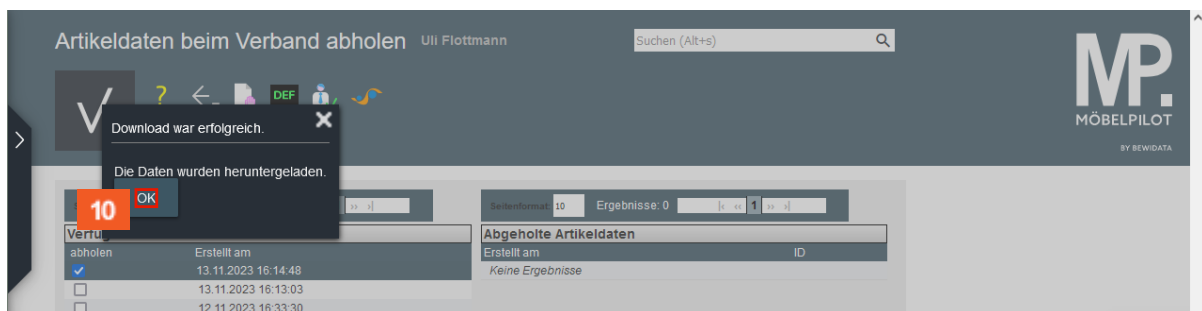 Artikeldaten beim Verband abholen Uli Flottmann
Suchen (Alt+s)
MP.
MÖBELPILOT
BY BEWIDATA
? DEF
Download war erfolgreich.
Die Daten wurden heruntergeladen.
10 OK
Seitenformat: 10 Ergebnisse: 0 1
Abgeholte Artikeldaten
abholen Erstellt am
Erstellt am ID
13.11.2023 16:14:48
Keine Ergebnisse
13.11.2023 16:13:03
12.11.2023 16:33:30